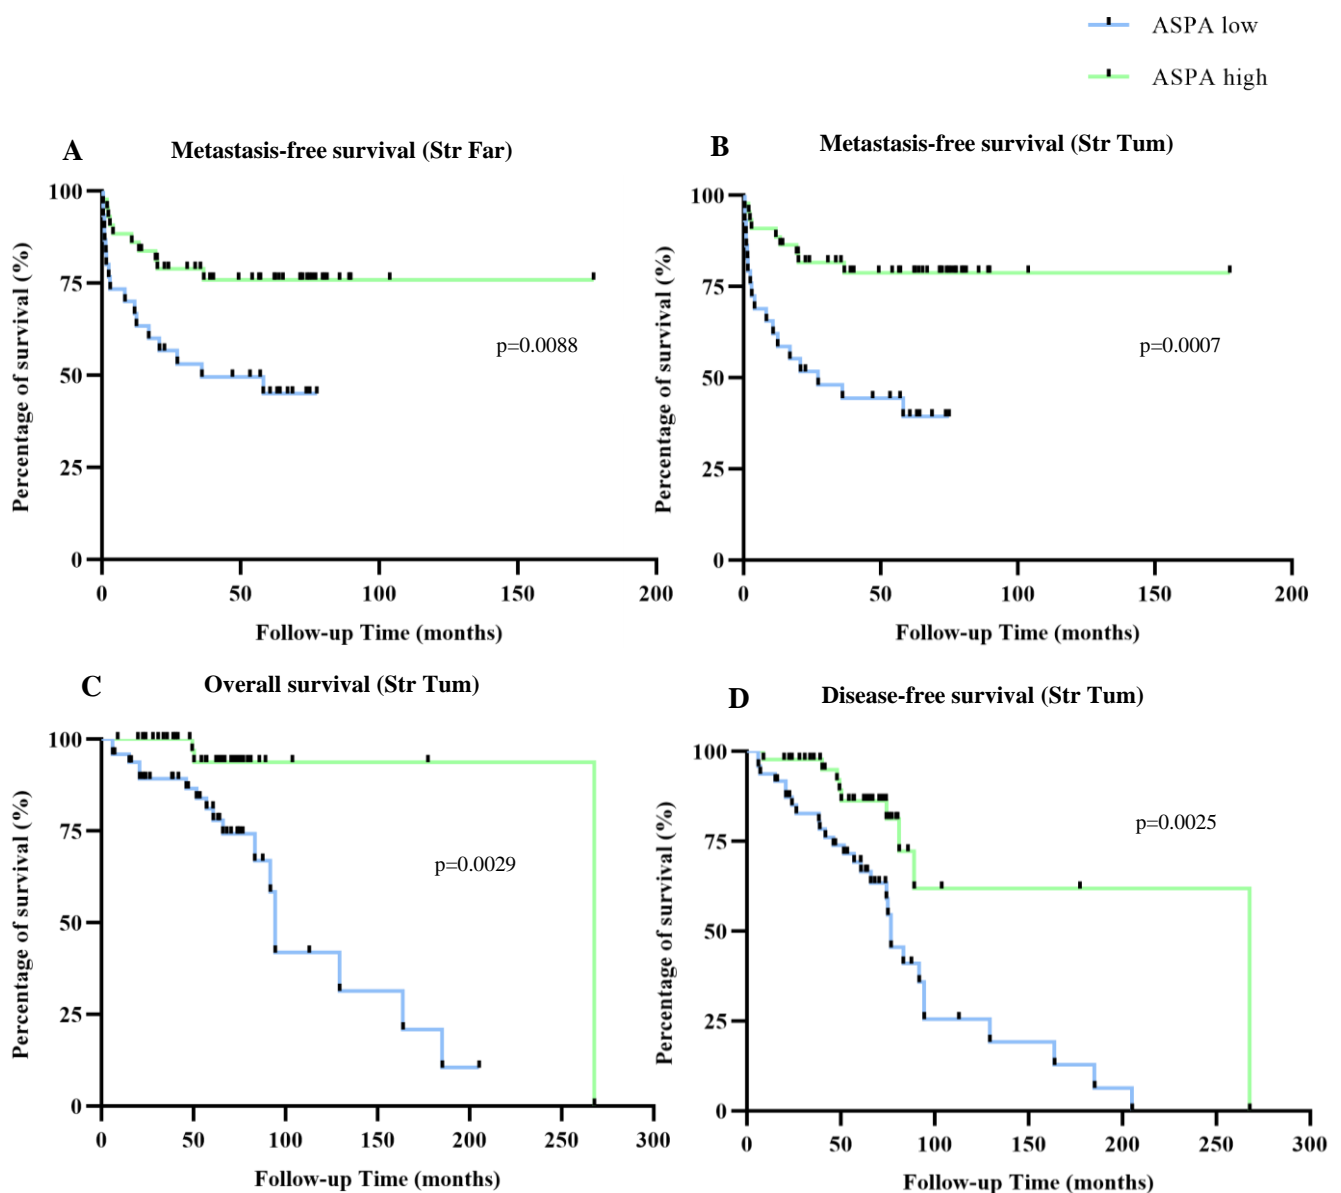 ASPA low
ASPA high
A
Metastasis-free survival (Str Far)
Percentage of survival (%)
100
75
50
25
0
p=0.0088
0 50 100 150 200
Follow-up Time (months)
B
Metastasis-free survival (Str Tum)
Percentage of survival (%)
100
75
50
25
0
p=0.0007
0 50 100 150 200
Follow-up Time (months)
C
Overall survival (Str Tum)
Percentage of survival (%)
100
75
50
25
0
p=0.0029
0 50 100 150 200 250 300
Follow-up Time (months)
D
Disease-free survival (Str Tum)
Percentage of survival (%)
100
75
50
25
0
p=0.0025
0 50 100 150 200 250 300
Follow-up Time (months)